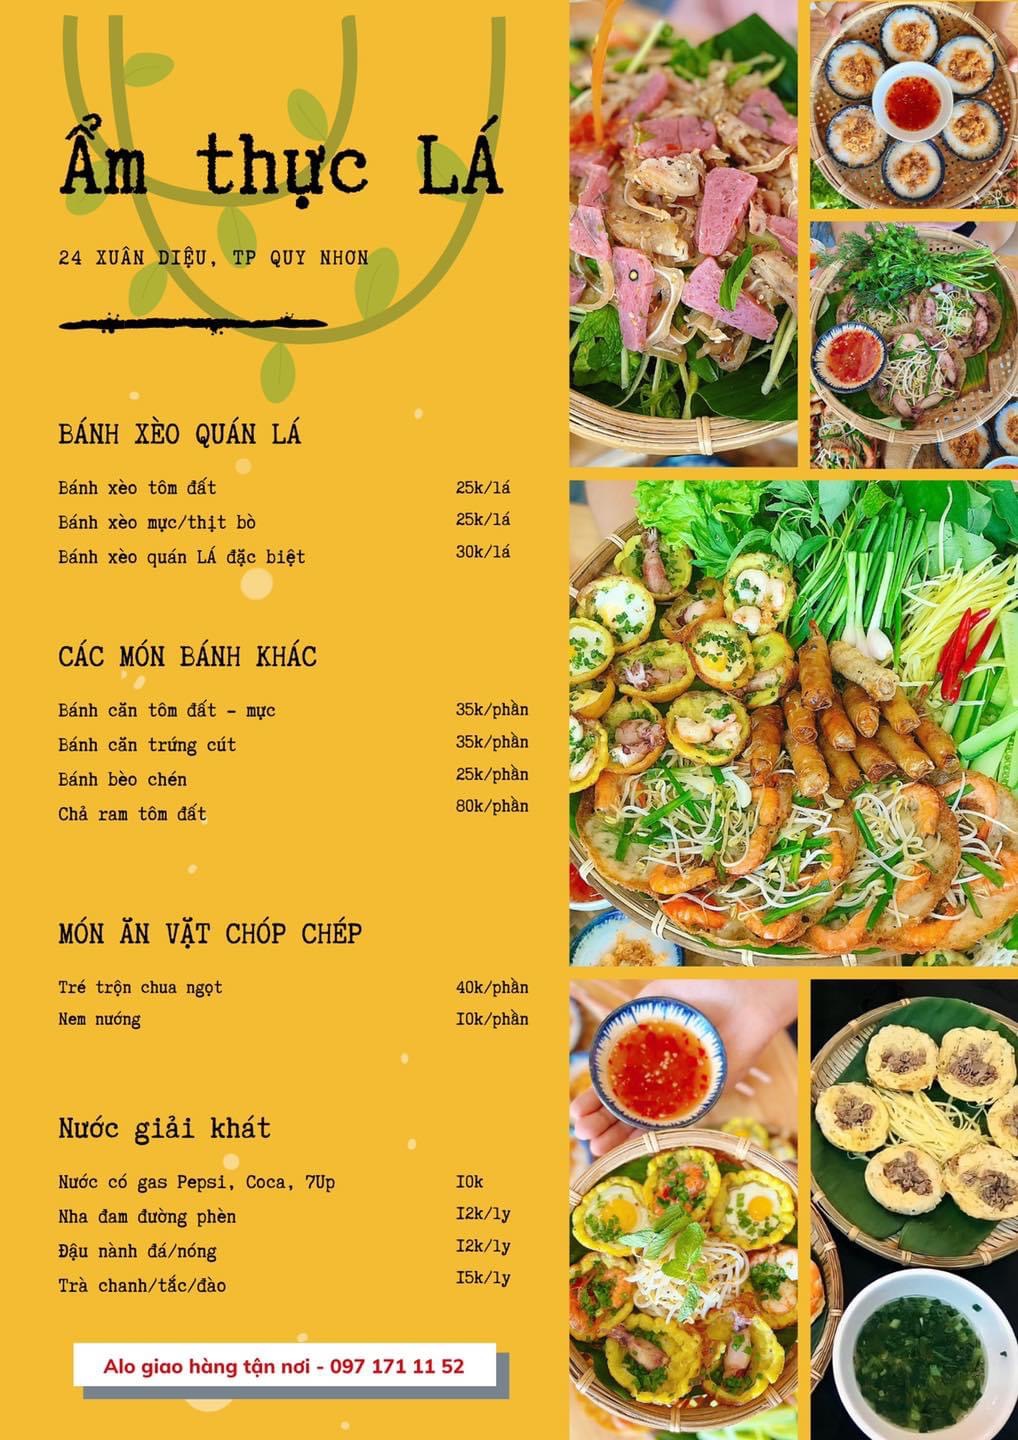 Ẩm thực LÁ
24 XUÂN DIỆU, TP QUY NHƠN
BÁNH XÈO QUÁN LÁ
Bánh xèo tôm đất 25k/lá
Bánh xèo mực/thịt bò 25k/lá
Bánh xèo quán LÁ đặc biệt 30k/lá
CÁC MÓN BÁNH KHÁC
Bánh căn tôm đất - mực 35k/phần
Bánh căn trứng cút 35k/phần
Bánh bèo chén 25k/phần
Chả ram tôm đất 80k/phần
MÓN ĂN VẶT CHÓP CHÉP
Tré trộn chua ngọt 40k/phần
Nem nướng 10k/phần
Nước giải khát
Nước có gas Pepsi, Coca, 7Up 10k
Nha đam đường phèn 12k/ly
Đậu nành đá/nóng 12k/ly
Trà chanh/tắc/đào 15k/ly
Alo giao hàng tận nơi - 097 171 11 52